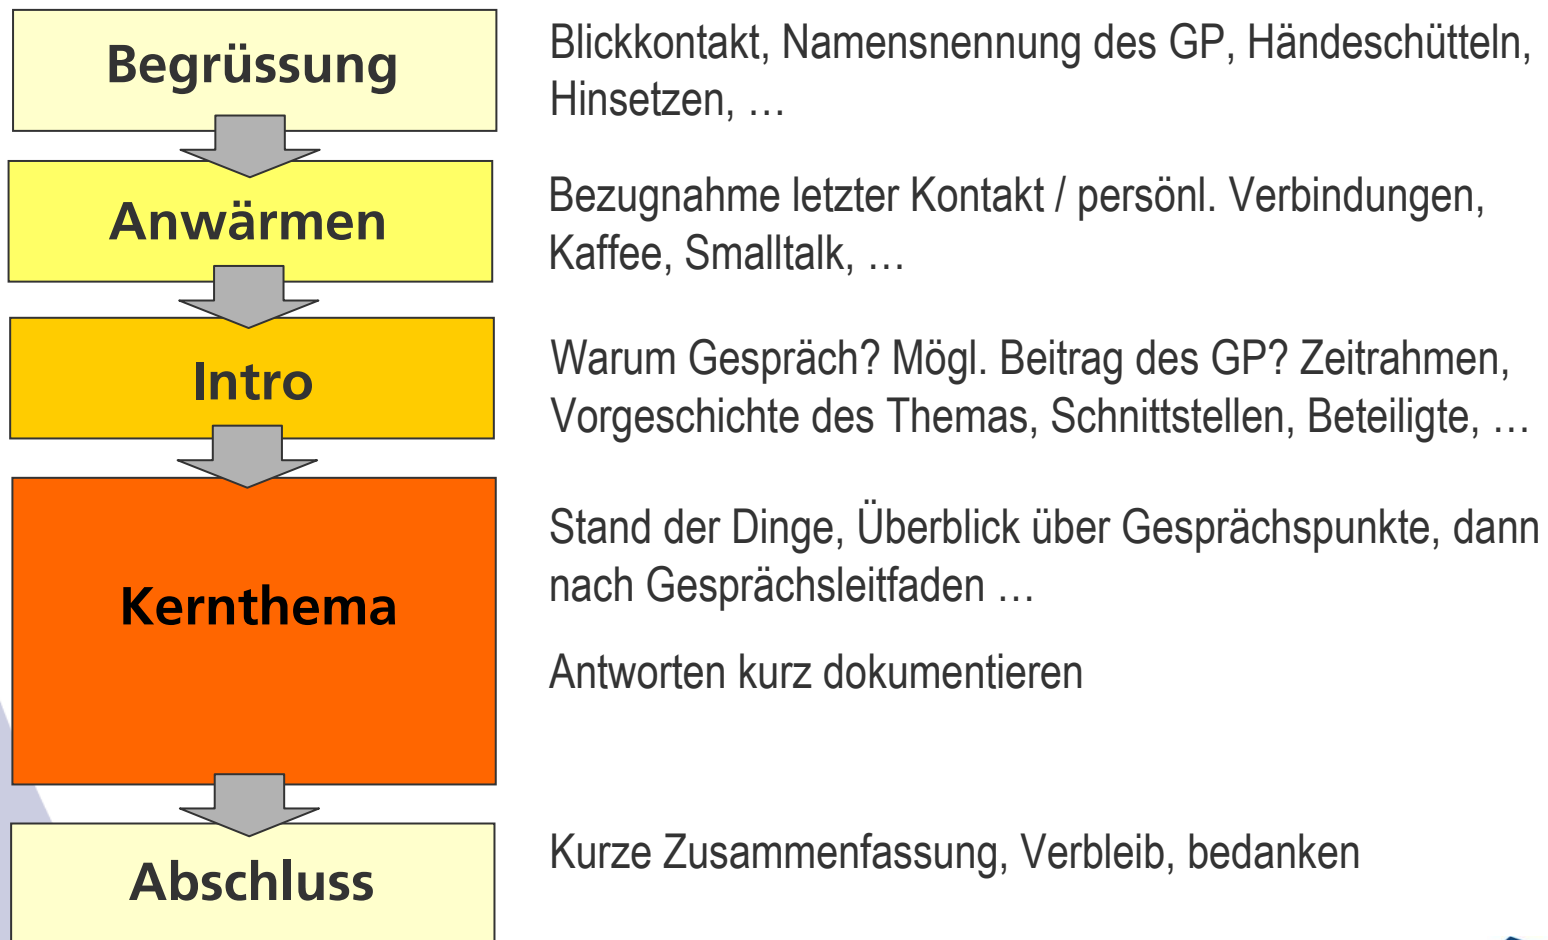 Begrüssung
Blickkontakt, Namensnennung des GP, Händeschütteln,
Hinsetzen, …
Anwärmen
Bezugnahme letzter Kontakt / persönl. Verbindungen,
Kaffee, Smalltalk, …
Intro
Warum Gespräch? Mögl. Beitrag des GP? Zeitrahmen,
Vorgeschichte des Themas, Schnittstellen, Beteiligte, …
Kernthema
Stand der Dinge, Überblick über Gesprächspunkte, dann
nach Gesprächsleitfaden …
Antworten kurz dokumentieren
Abschluss
Kurze Zusammenfassung, Verbleib, bedanken